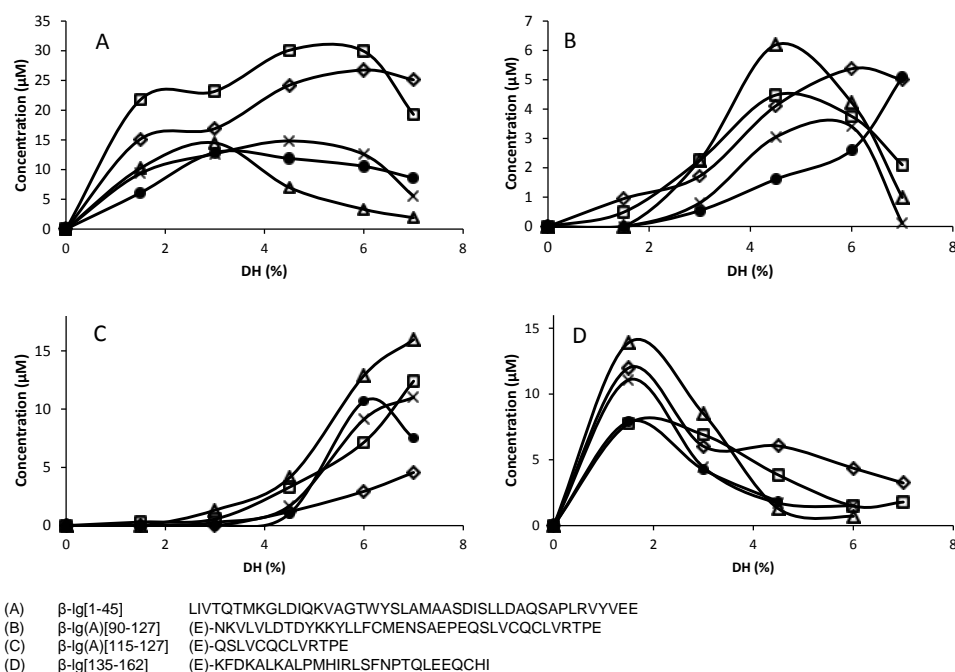 A
Concentration (µM)
35
30
25
20
15
10
5
0
0 2 4 6 8
DH (%)
B
Concentration (µM)
7
6
5
4
3
2
1
0
0 2 4 6 8
DH (%)
C
Concentration (µM)
15
10
5
0
0 2 4 6 8
DH (%)
D
Concentration (µM)
15
10
5
0
0 2 4 6 8
DH (%)
(A) β-lg[1-45] LIVTQTMKGLDIQKVAGTWYSLAMAASDISLLDAQSAPLRVYVEE
(B) β-lg(A)[90-127] (E)-NKVLVLDTDYKKYLLFCMENSAEPEQSLVCQCLVRTPE
(C) β-lg(A)[115-127] (E)-QSLVCQCLVRTPE
(D) β-lg[135-162] (E)-KFDKALKALPMHIRLSFNPTQLEEQCHI